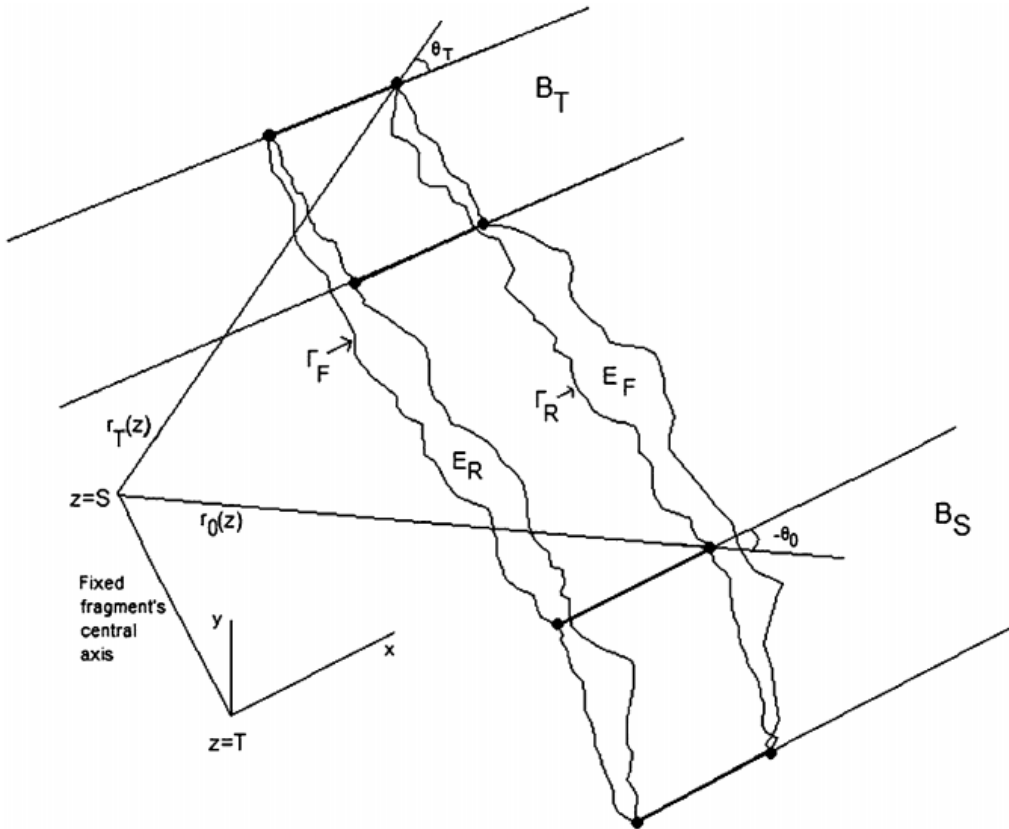 θT
BT
ΓF
ΓR
EF
rT(z)
ER
z=S
r0(z)
BS
-θ0
Fixed
fragment's
central
axis
y
x
z=T